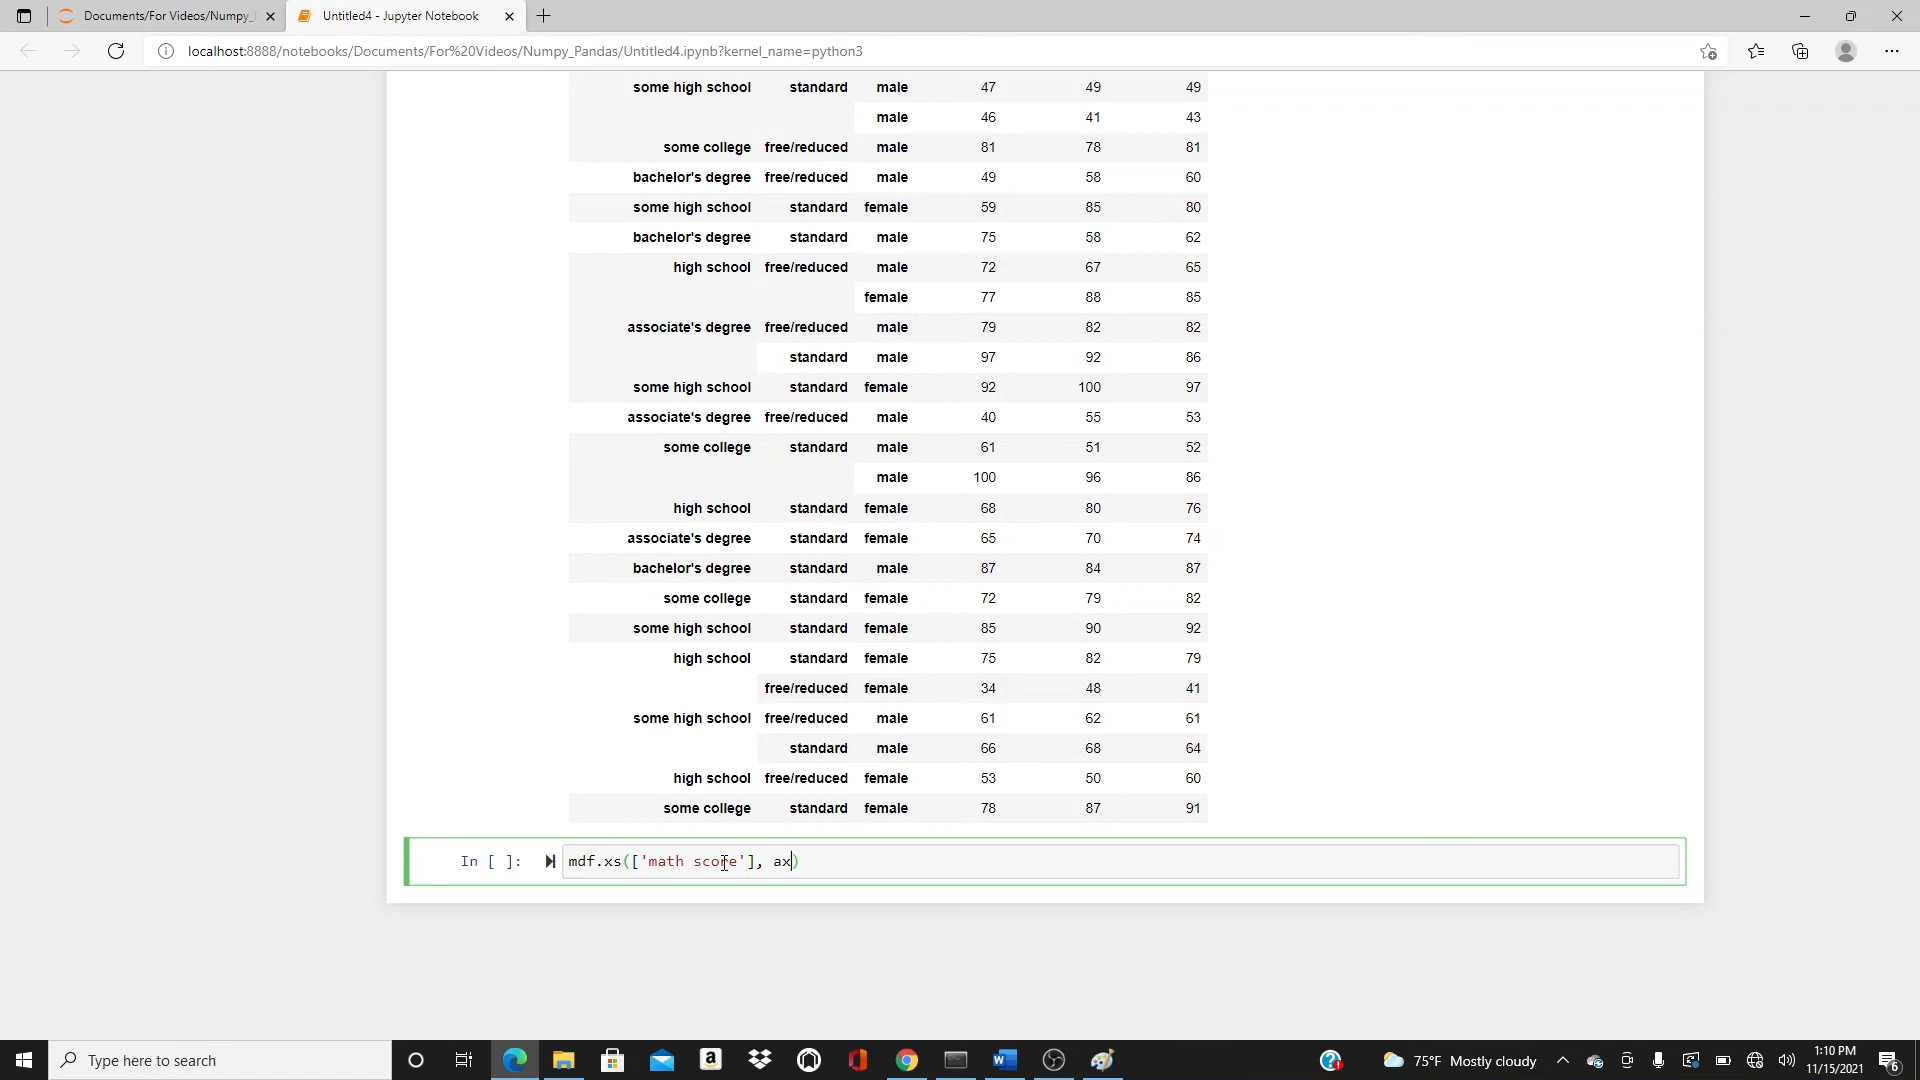 Documents/For Videos/Numpy_
Untitled4 - Jupyter Notebook
localhost:8888/notebooks/Documents/For%20Videos/Numpy_Pandas/Untitled4.ipynb?kernel_name=python3
some high school standard male 47 49 49
male 46 41 43
some college free/reduced male 81 78 81
bachelor's degree free/reduced male 49 58 60
some high school standard female 59 85 80
bachelor's degree standard male 75 58 62
high school free/reduced male 72 67 65
female 77 88 85
associate's degree free/reduced male 79 82 82
standard male 97 92 86
some high school standard female 92 100 97
associate's degree free/reduced male 40 55 53
some college standard male 61 51 52
male 100 96 86
high school standard female 68 80 76
associate's degree standard female 65 70 74
bachelor's degree standard male 87 84 87
some college standard female 72 79 82
some high school standard female 85 90 92
high school standard female 75 82 79
free/reduced female 34 48 41
some high school free/reduced male 61 62 61
standard male 66 68 64
high school free/reduced female 53 50 60
some college standard female 78 87 91
In [ ]: mdf.xs(['math score'], ax)
Type here to search
75°F Mostly cloudy
1:10 PM
11/15/2021
6